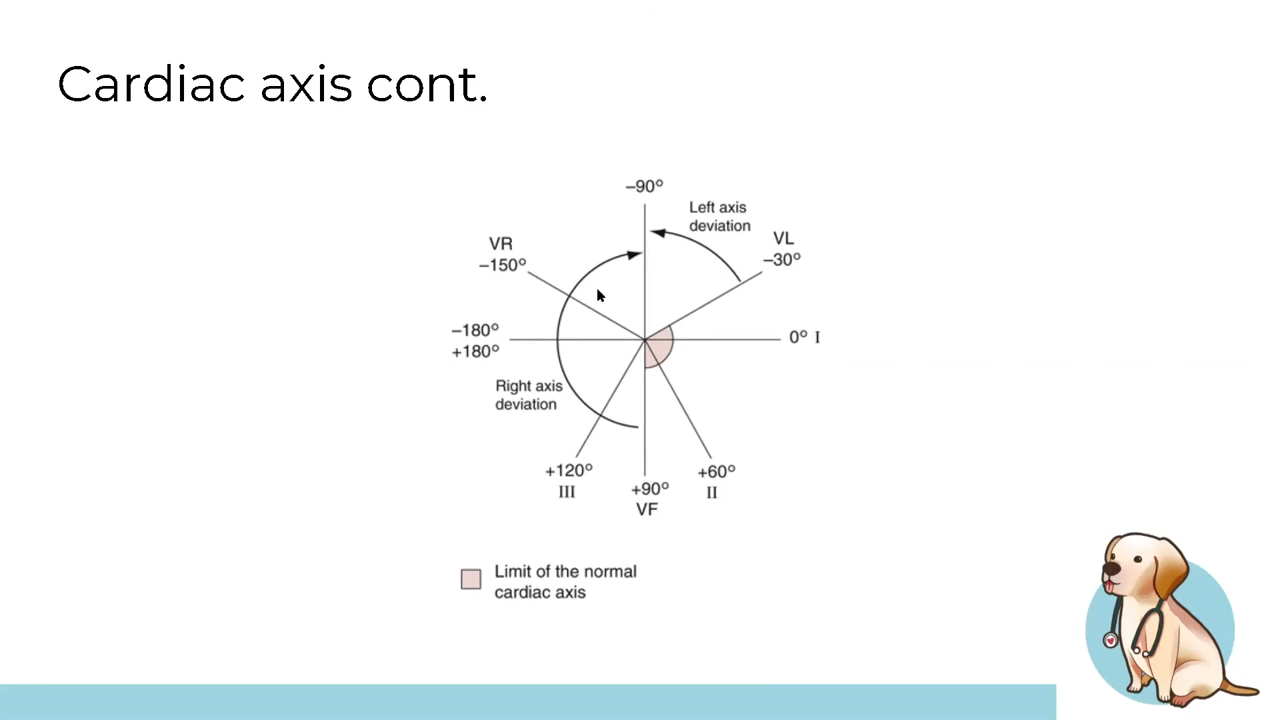 Cardiac axis cont.
–90°
Left axis
deviation
VL
–30°
VR
–150°
0° I
–180°
+180°
Right axis
deviation
+120°
III
+90°
VF
+60°
II
Limit of the normal
cardiac axis